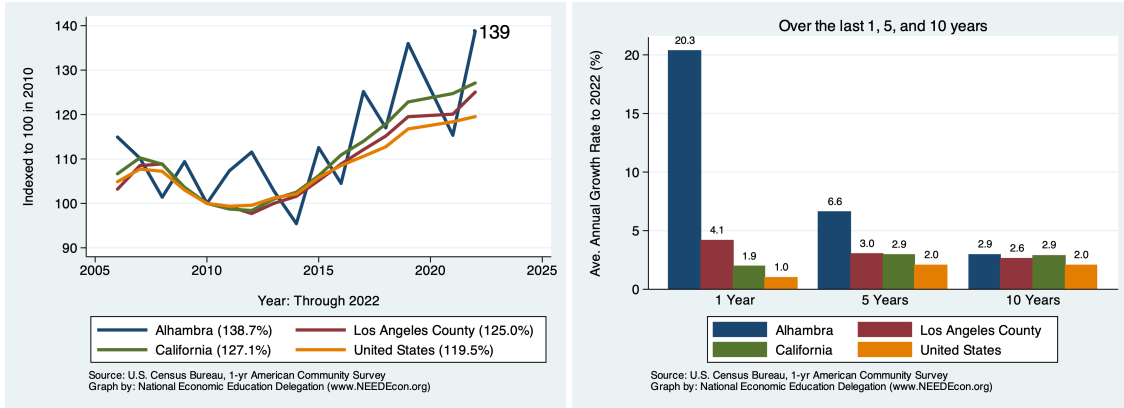 139
140
130
120
110
100
90
Indexed to 100 in 2010
2005 2010 2015 2020 2025
Year: Through 2022
Alhambra (138.7%) Los Angeles County (125.0%)
California (127.1%) United States (119.5%)
Source: U.S. Census Bureau, 1-yr American Community Survey
Graph by: National Economic Education Delegation (www.NEEDEcon.org)
Over the last 1, 5, and 10 years
20
15
10
5
0
Ave. Annual Growth Rate to 2022 (%)
20.3 4.1 1.9 1.0
6.6 3.0 2.9 2.0
2.9 2.6 2.9 2.0
1 Year 5 Years 10 Years
Alhambra Los Angeles County
California United States
Source: U.S. Census Bureau, 1-yr American Community Survey
Graph by: National Economic Education Delegation (www.NEEDEcon.org)